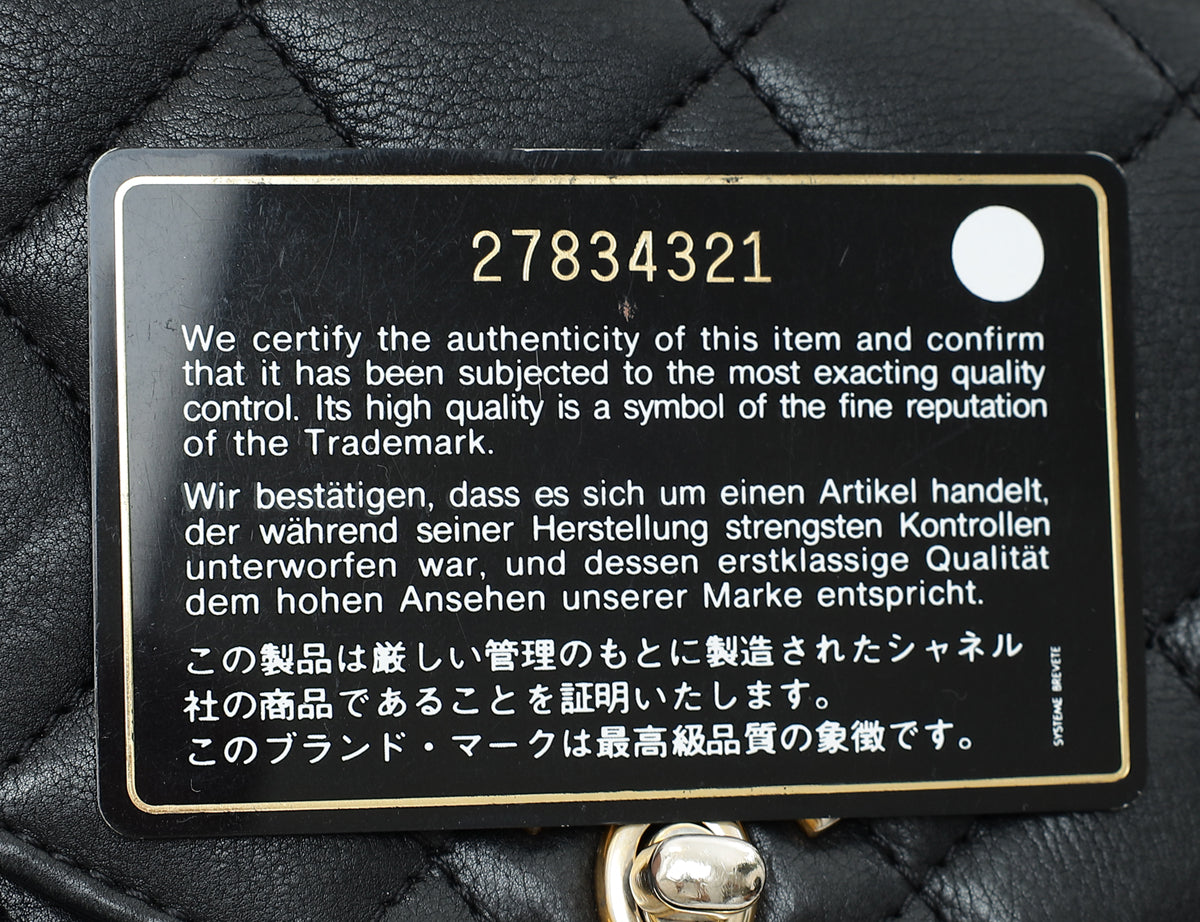 27834321
We certify the authenticity of this item and confirm
that it has been subjected to the most exacting quality
control. Its high quality is a symbol of the fine reputation
of the Trademark.
Wir bestätigen, dass es sich um einen Artikel handelt,
der während seiner Herstellung strengsten Kontrollen
unterworfen war, und dessen erstklassige Qualität
dem hohen Ansehen unserer Marke entspricht.
この製品は厳しい管理のもとに製造されたシャネル
社の商品であることを証明いたします。
このブランド・マークは最高級品質の象徴です。
SYSTEME BREVETE